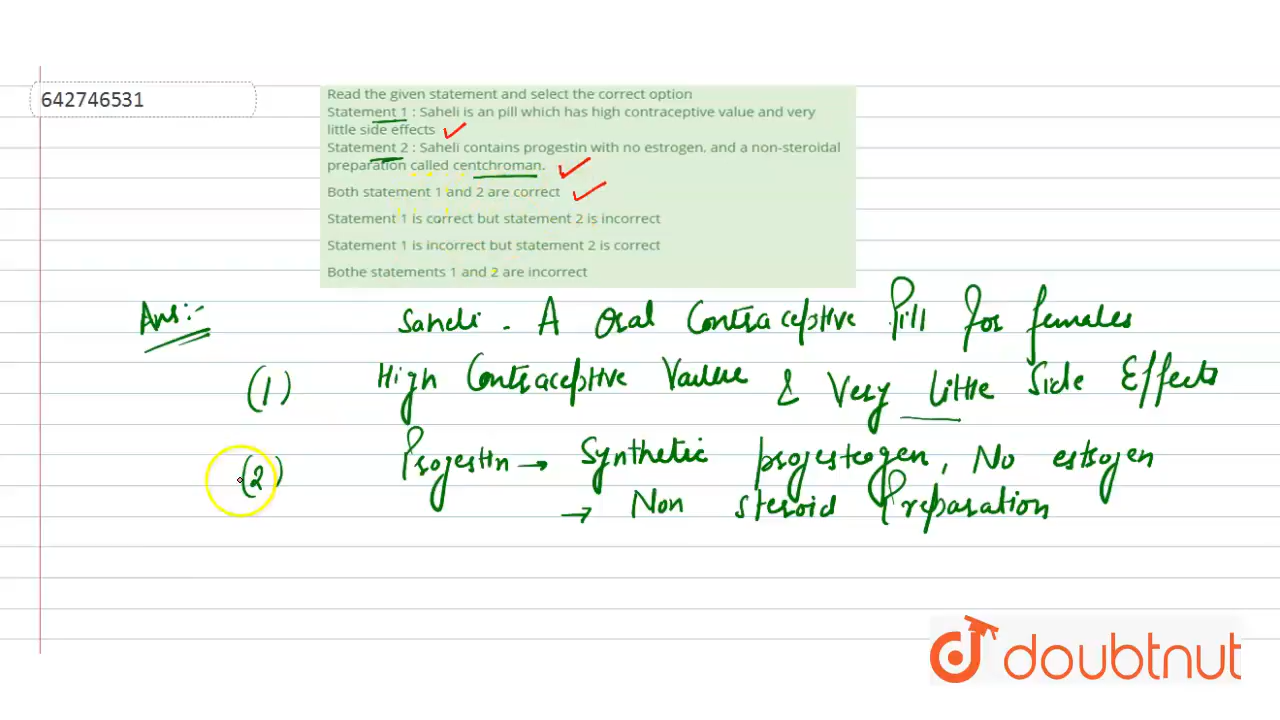 642746531
Read the given statement and select the correct option
Statement 1 : Saheli is an pill which has high contraceptive value and very
little side effects
Statement 2 : Saheli contains progestin with no estrogen, and a non-steroidal
preparation called centchroman.
Both statement 1 and 2 are correct
Statement 1 is correct but statement 2 is incorrect
Statement 1 is incorrect but statement 2 is correct
Bothe statements 1 and 2 are incorrect
Ans:- Saheli . A Oral Contraceptive Pill for females
(1) High Contraceptive & Very Little Side Effects
(2) Progestin → Synthetic progesterogen, No estrogen
→ Non steroid Preparation
doubtnut